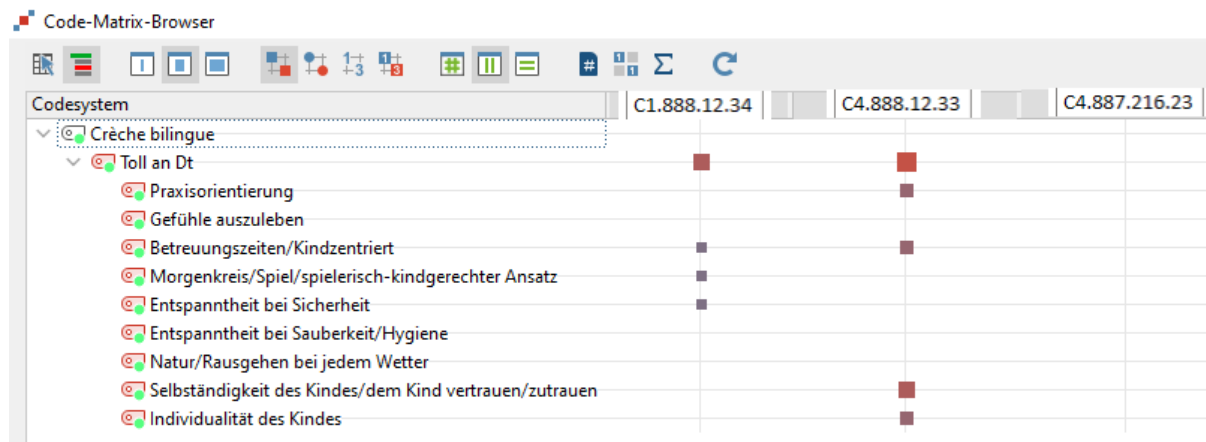 Code-Matrix-Browser
Codesystem C1.888.12.34 C4.888.12.33 C4.887.216.23
Crèche bilingue
Toll an Dt
Praxisorientierung
Gefühle auszuleben
Betreuungszeiten/Kindzentriert
Morgenkreis/Spiel/spielerisch-kindgerechter Ansatz
Entspanntheit bei Sicherheit
Entspanntheit bei Sauberkeit/Hygiene
Natur/Rausgehen bei jedem Wetter
Selbständigkeit des Kindes/dem Kind vertrauen/zutrauen
Individualität des Kindes